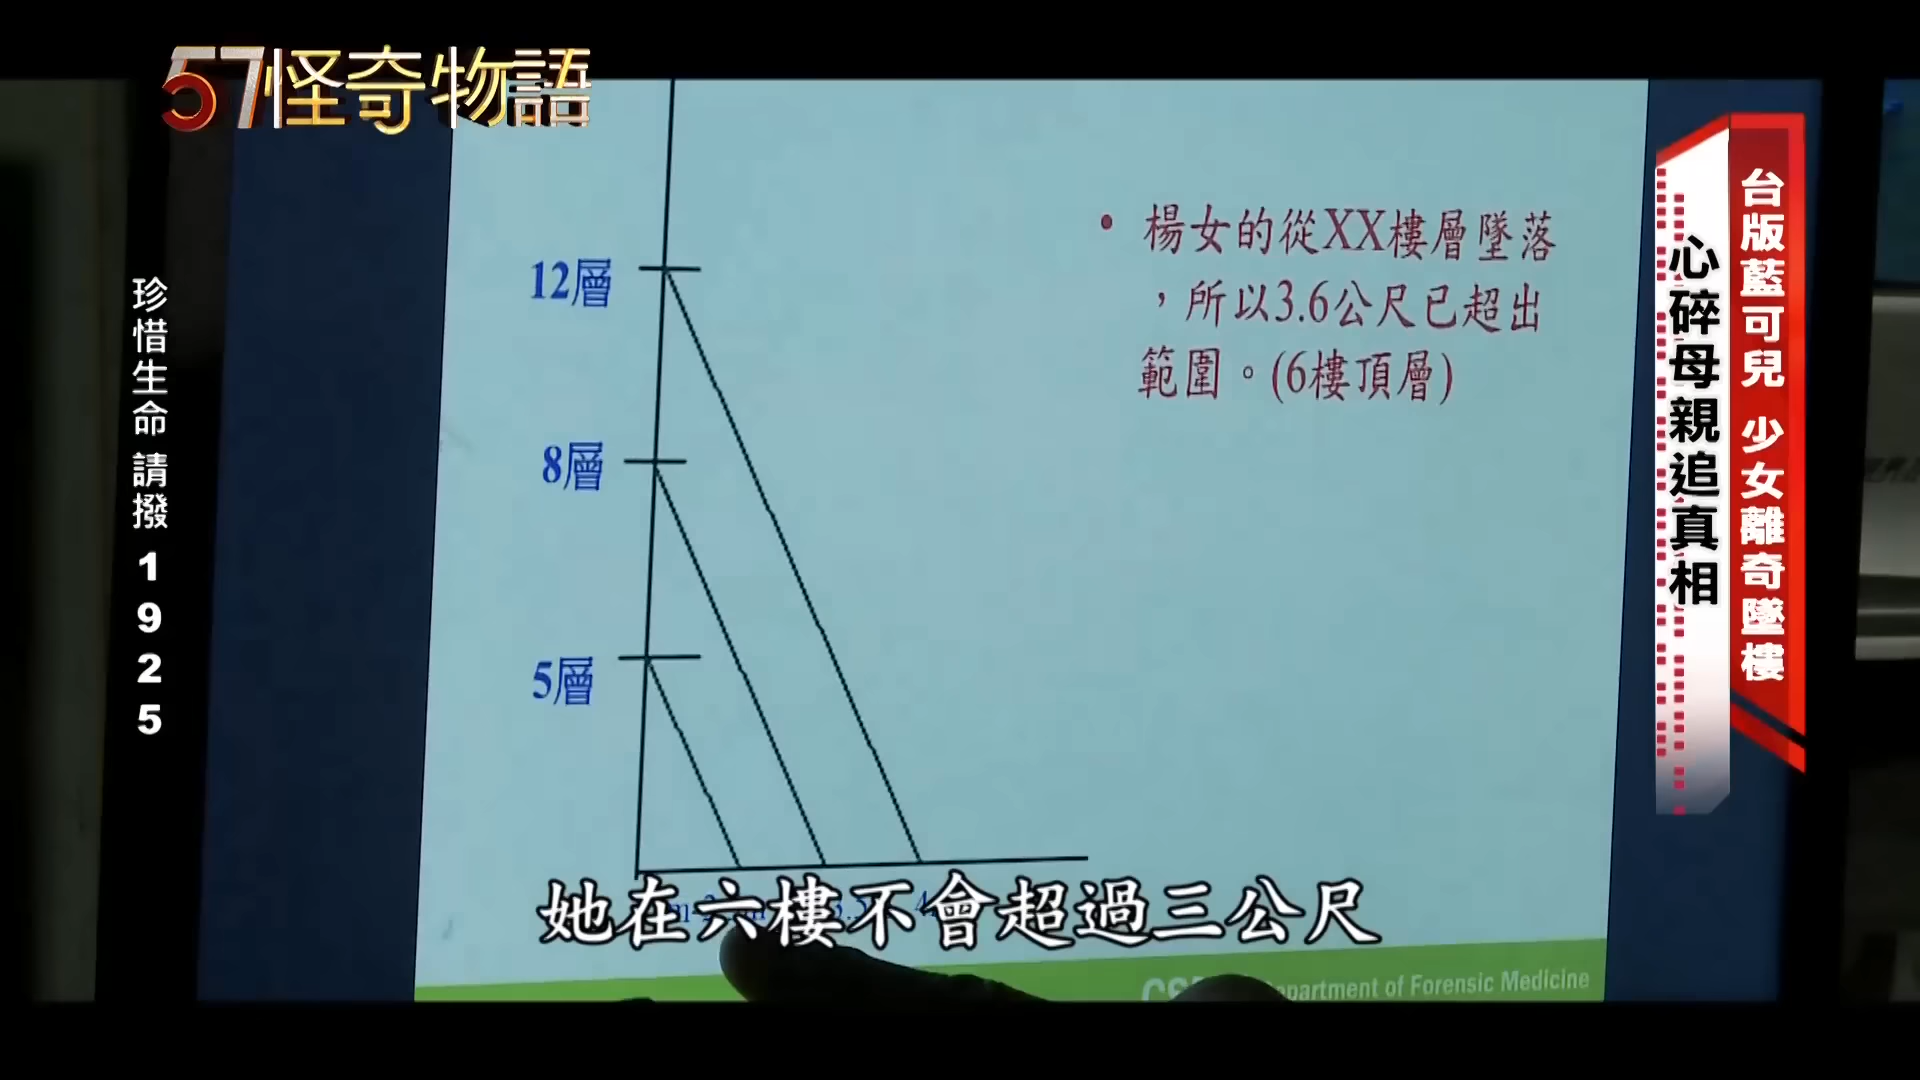 57怪奇物語
珍惜生命 請撥1925
12層
8層
5層
• 楊女的從XX樓層墜落
，所以3.6公尺已超出
範圍。(6樓頂層)
台版藍可兒 少女離奇墜樓
心碎母親追真相
她在六樓不會超過三公尺
of Forensic Medicine